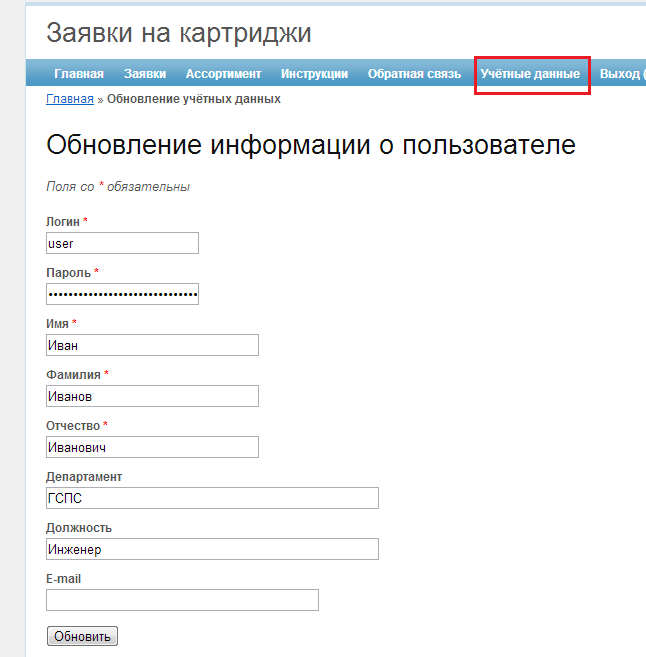 Заявки на картриджи
Главная Заявки Ассортимент Инструкции Обратная связь Учётные данные Выход (
Главная » Обновление учётных данных
Обновление информации о пользователе
Поля со * обязательны
Логин *
user
Пароль *
••••••••••••••••••••••••••••••
Имя *
Иван
Фамилия *
Иванов
Отчество *
Иванович
Департамент
ГСПС
Должность
Инженер
E-mail
Обновить